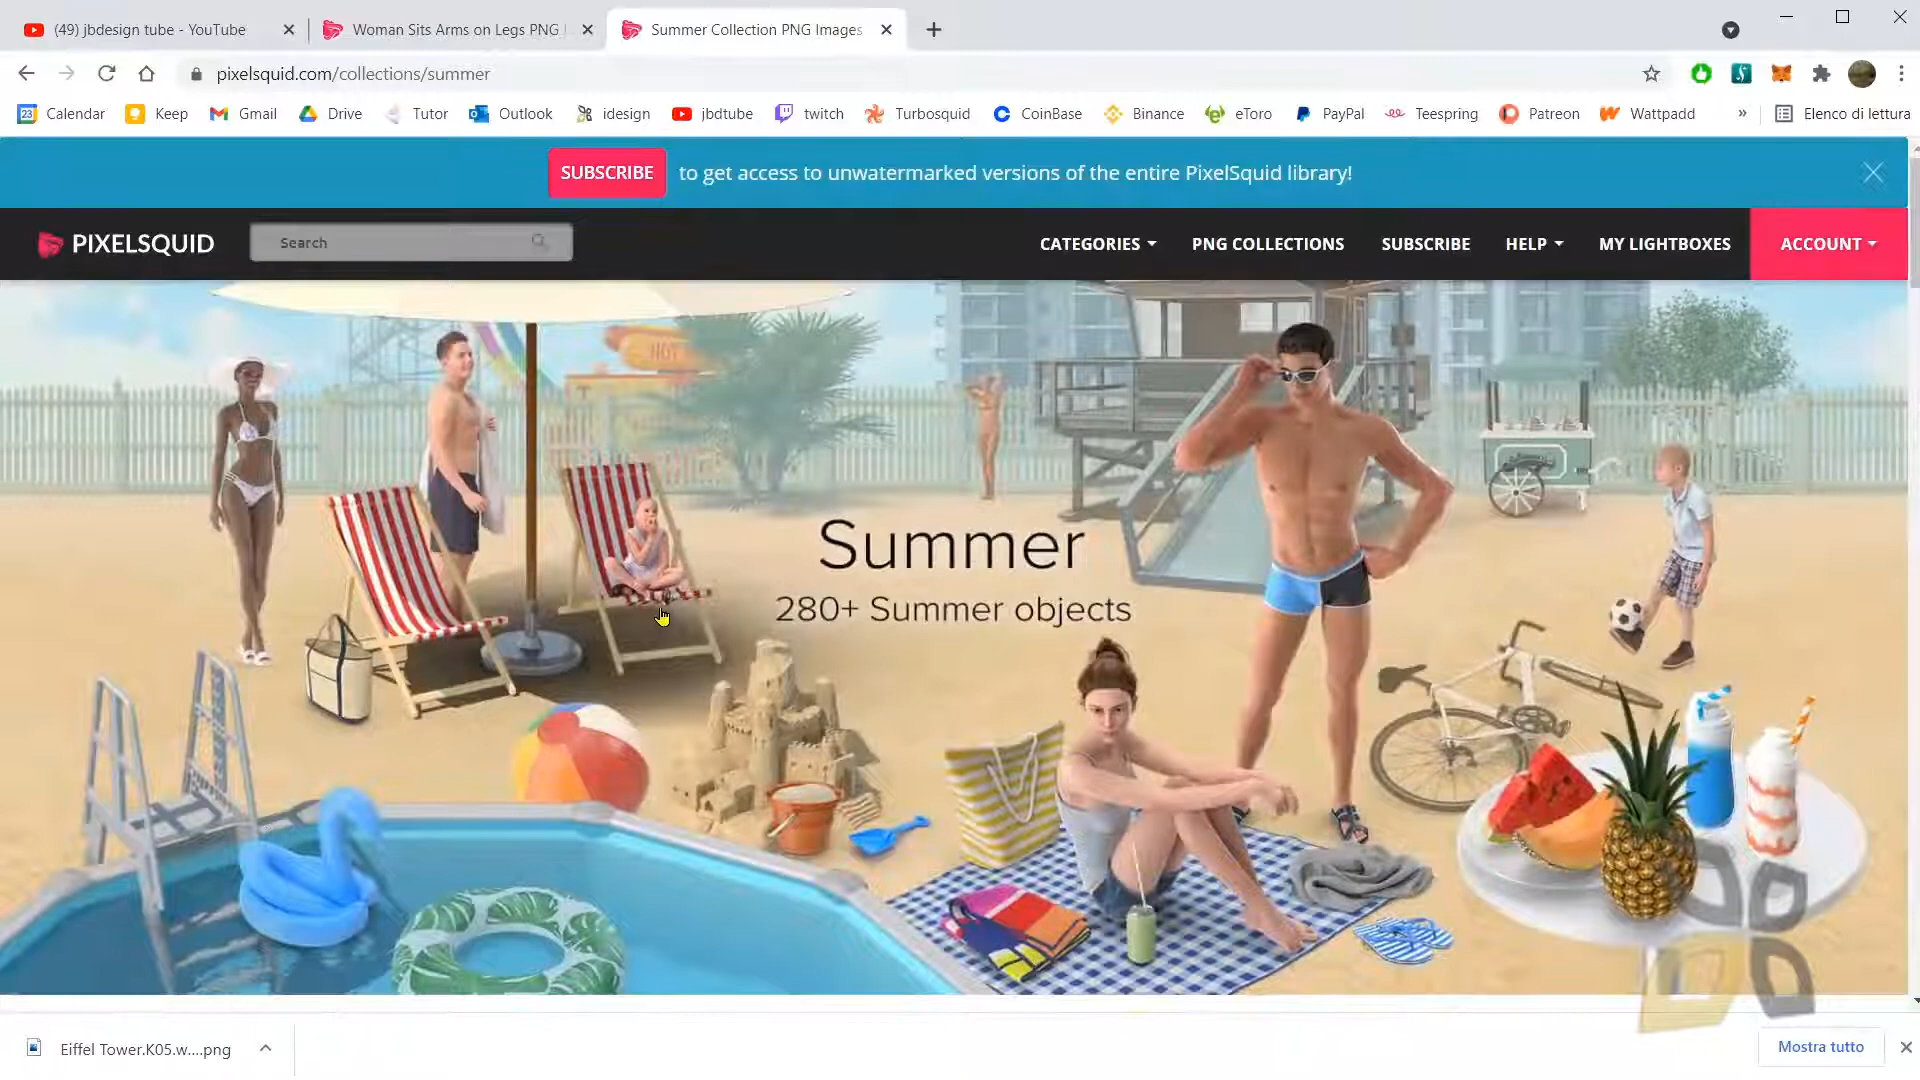 (49) jbdesign tube - YouTube
Woman Sits Arms on Legs PNG
Summer Collection PNG Images
pixelsquid.com/collections/summer
23 Calendar Keep Gmail Drive Tutor Outlook idesign jbdtube twitch Turbosquid CoinBase Binance eToro PayPal Teespring Patreon Wattpadd » Elenco di lettura
SUBSCRIBE to get access to unwatermarked versions of the entire PixelSquid library!
PIXELSQUID Search CATEGORIES PNG COLLECTIONS SUBSCRIBE HELP MY LIGHTBOXES ACCOUNT
HOT
Summer
280+ Summer objects
Eiffel Tower.K05.w....png
Mostra tutto